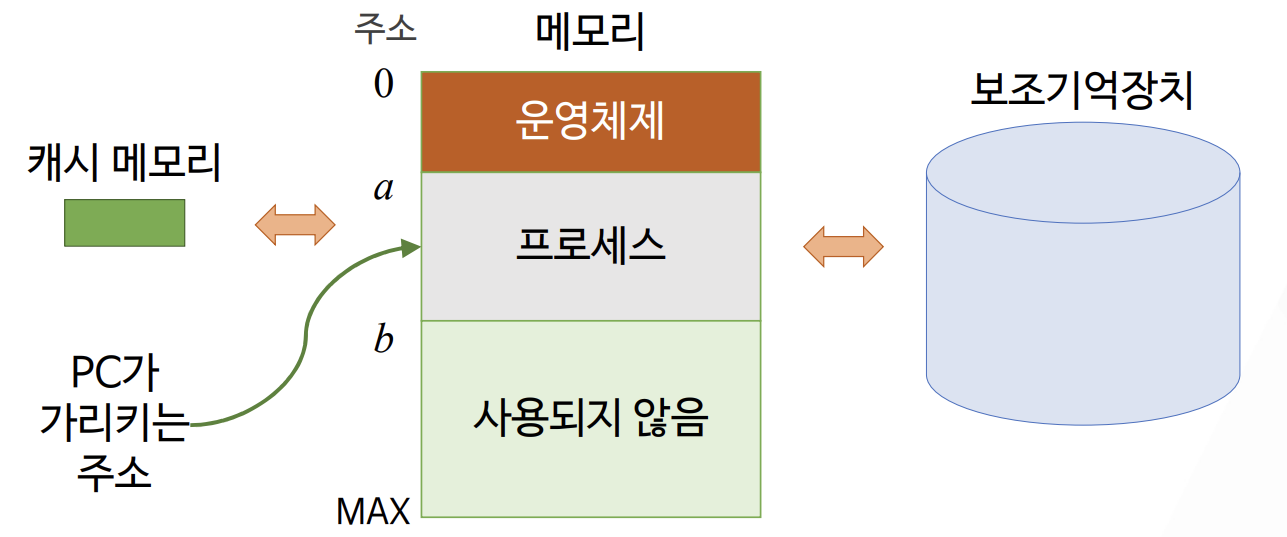 주소
메모리
0
운영체제
보조기억장치
캐시 메모리
a
프로세스
b
PC가
가리키는
주소
사용되지 않음
MAX